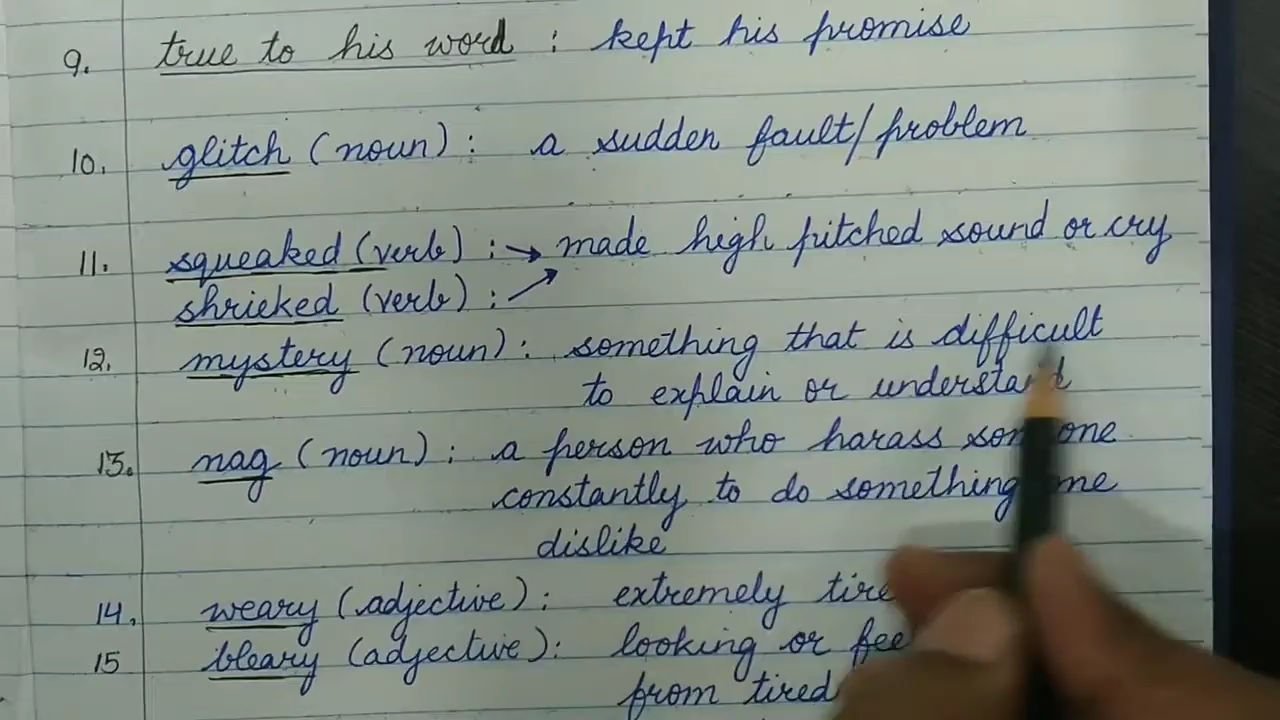 9. true to his word : kept his promise
10. glitch (noun) : a sudden fault/problem
11. squeaked (verb) : → made high pitched sound or cry
shrieked (verb) :
12. mystery (noun) : something that is difficult
to explain or understand
13. nag (noun) : a person who harass someone
constantly to do something
dislike
14. weary (adjective) : extremely
15 bleary (adjective) : looking or
from tired